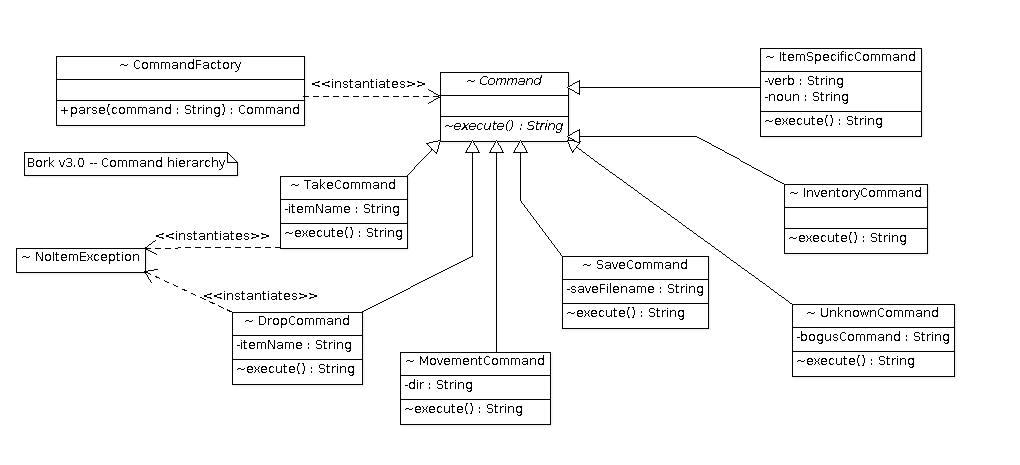 ~ CommandFactory
+parse(command : String) : Command
<<instantiates>>
~ Command
~execute() : String
~ ItemSpecificCommand
-verb : String
-noun : String
~execute() : String
Bork v3.0 -- Command hierarchy
~ TakeCommand
-itemName : String
~execute() : String
~ InventoryCommand
~execute() : String
<<instantiates>>
~ NoItemException
<<instantiates>>
~ SaveCommand
-saveFilename : String
~execute() : String
~ DropCommand
-itemName : String
~execute() : String
~ UnknownCommand
-bogusCommand : String
~execute() : String
~ MovementCommand
-dir : String
~execute() : String